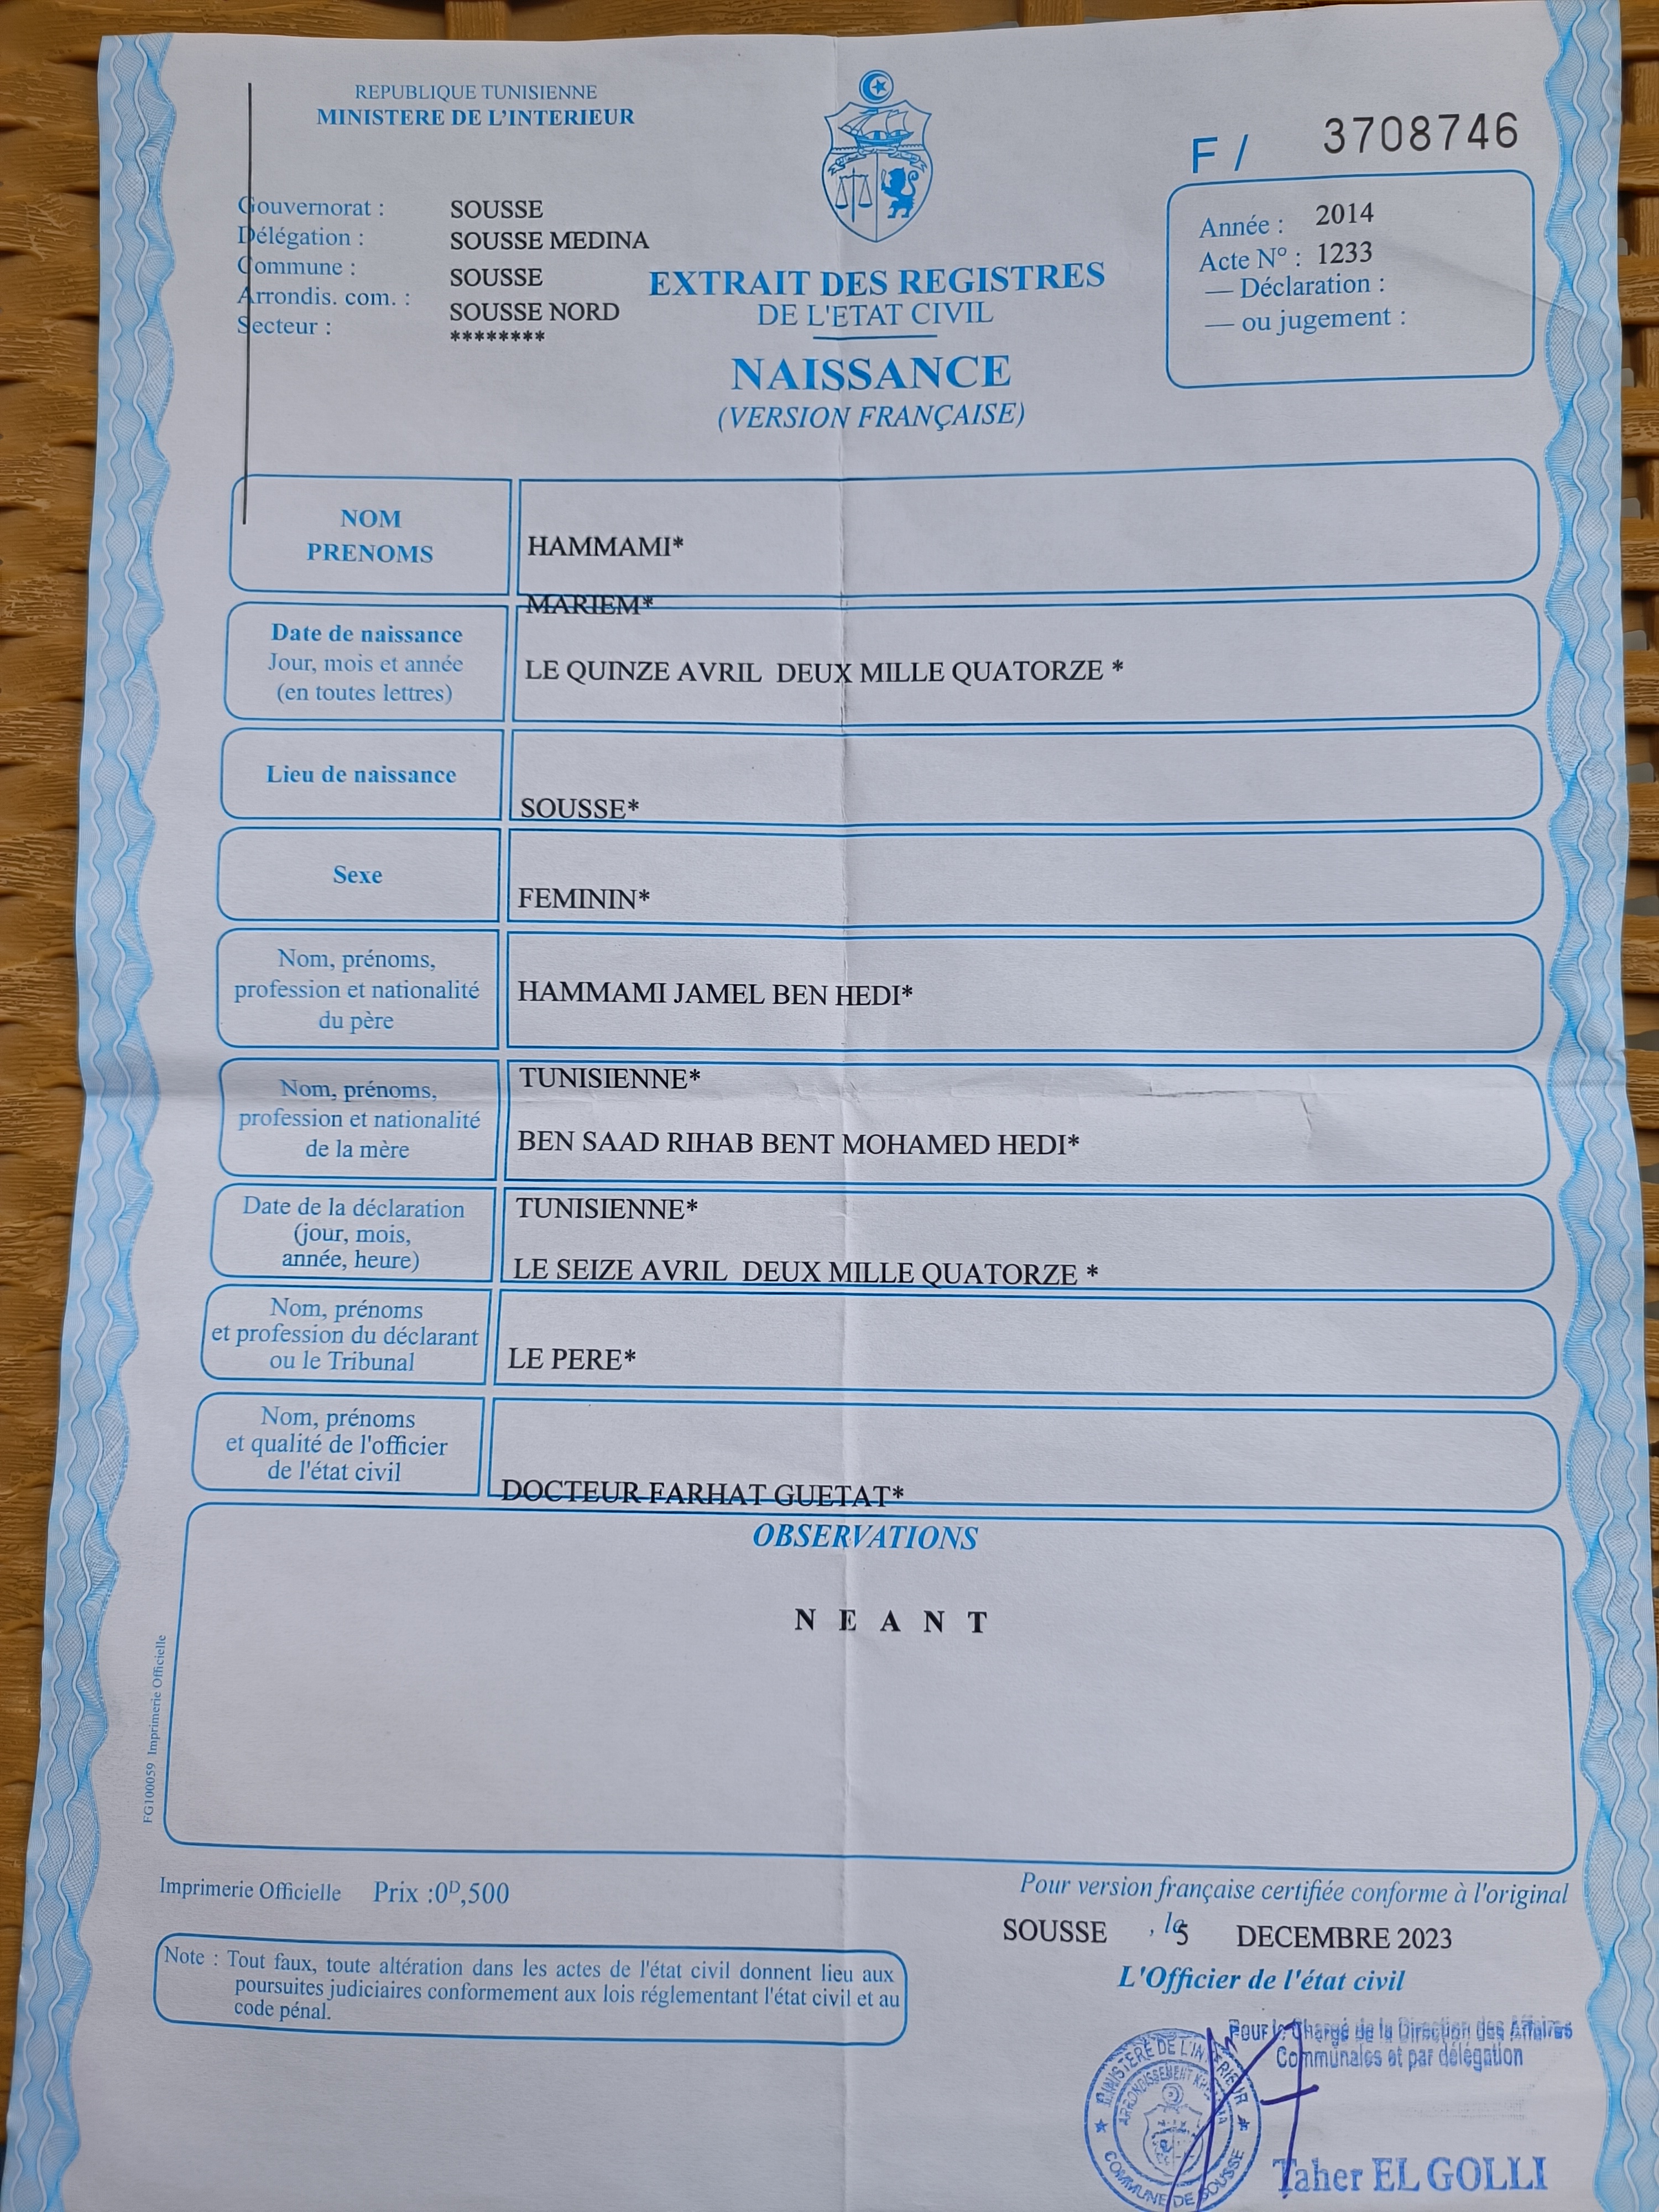 REPUBLIQUE TUNISIENNE
MINISTERE DE L'INTERIEUR
F / 3708746
Gouvernorat : SOUSSE
Délégation : SOUSSE MEDINA
Commune : SOUSSE
Arrondis. com. : SOUSSE NORD
Secteur : ********
EXTRAIT DES REGISTRES
DE L'ETAT CIVIL
NAISSANCE
(VERSION FRANÇAISE)
Année : 2014
Acte N° : 1233
— Déclaration :
— ou jugement :
NOM
PRENOMS
HAMMAMI*
MARIEM*
Date de naissance
Jour, mois et année
(en toutes lettres)
LE QUINZE AVRIL DEUX MILLE QUATORZE *
Lieu de naissance
SOUSSE*
Sexe
FEMININ*
Nom, prénoms,
profession et nationalité
du père
HAMMAMI JAMEL BEN HEDI*
TUNISIENNE*
Nom, prénoms,
profession et nationalité
de la mère
BEN SAAD RIHAB BENT MOHAMED HEDI*
TUNISIENNE*
Date de la déclaration
(jour, mois,
année, heure)
LE SEIZE AVRIL DEUX MILLE QUATORZE *
Nom, prénoms
et profession du déclarant
ou le Tribunal
LE PERE*
Nom, prénoms
et qualité de l'officier
de l'état civil
DOCTEUR FARHAT GUETAT*
OBSERVATIONS
N E A N T
FG100059 Imprimerie Officielle
Imprimerie Officielle Prix :0D,500
Note : Tout faux, toute altération dans les actes de l'état civil donnent lieu aux
poursuites judiciaires conformement aux lois réglementant l'état civil et au
code pénal.
Pour version française certifiée conforme à l'original
SOUSSE , le 5 DECEMBRE 2023
L'Officier de l'état civil
Pour le Chargé de la Direction des Affaires
Communales et par délégation
MINISTERE DE L'INTERIEUR
ARRONDISSEMENT
COMMUNE DE SOUSSE
Taher EL GOLLI